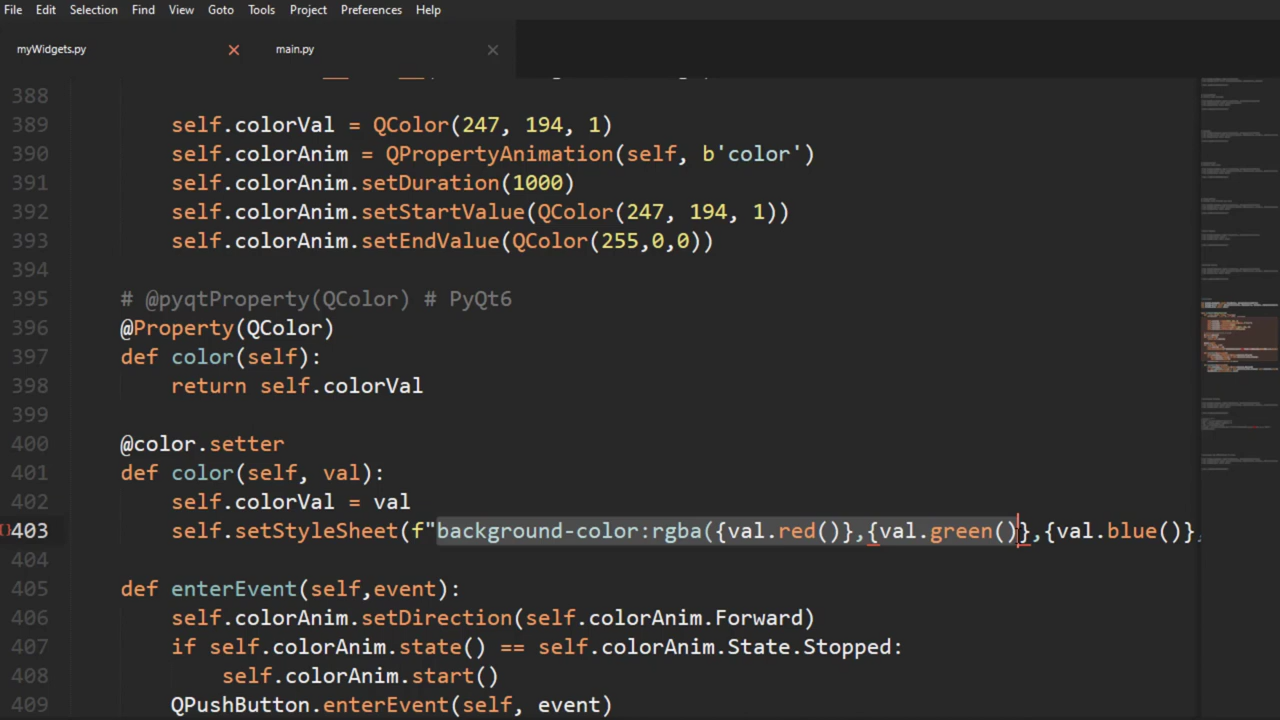 File Edit Selection Find View Goto Tools Project Preferences Help
myWidgets.py × main.py ×
388
389 self.colorVal = QColor(247, 194, 1)
390 self.colorAnim = QPropertyAnimation(self, b'color')
391 self.colorAnim.setDuration(1000)
392 self.colorAnim.setStartValue(QColor(247, 194, 1))
393 self.colorAnim.setEndValue(QColor(255,0,0))
394
395 # @pyqtProperty(QColor) # PyQt6
396 @Property(QColor)
397 def color(self):
398 return self.colorVal
399
400 @color.setter
401 def color(self, val):
402 self.colorVal = val
403 self.setStyleSheet(f"background-color:rgba({val.red()},{val.green()},{val.blue()},
404
405 def enterEvent(self,event):
406 self.colorAnim.setDirection(self.colorAnim.Forward)
407 if self.colorAnim.state() == self.colorAnim.State.Stopped:
408 self.colorAnim.start()
409 QPushButton.enterEvent(self, event)